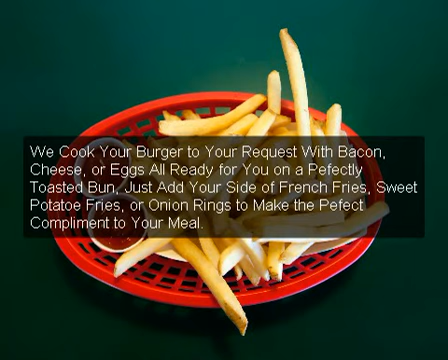 We Cook Your Burger to Your Request With Bacon,
Cheese, or Eggs All Ready for You on a Pefectly
Toasted Bun, Just Add Your Side of French Fries, Sweet
Potatoe Fries, or Onion Rings to Make the Pefect
Compliment to Your Meal.